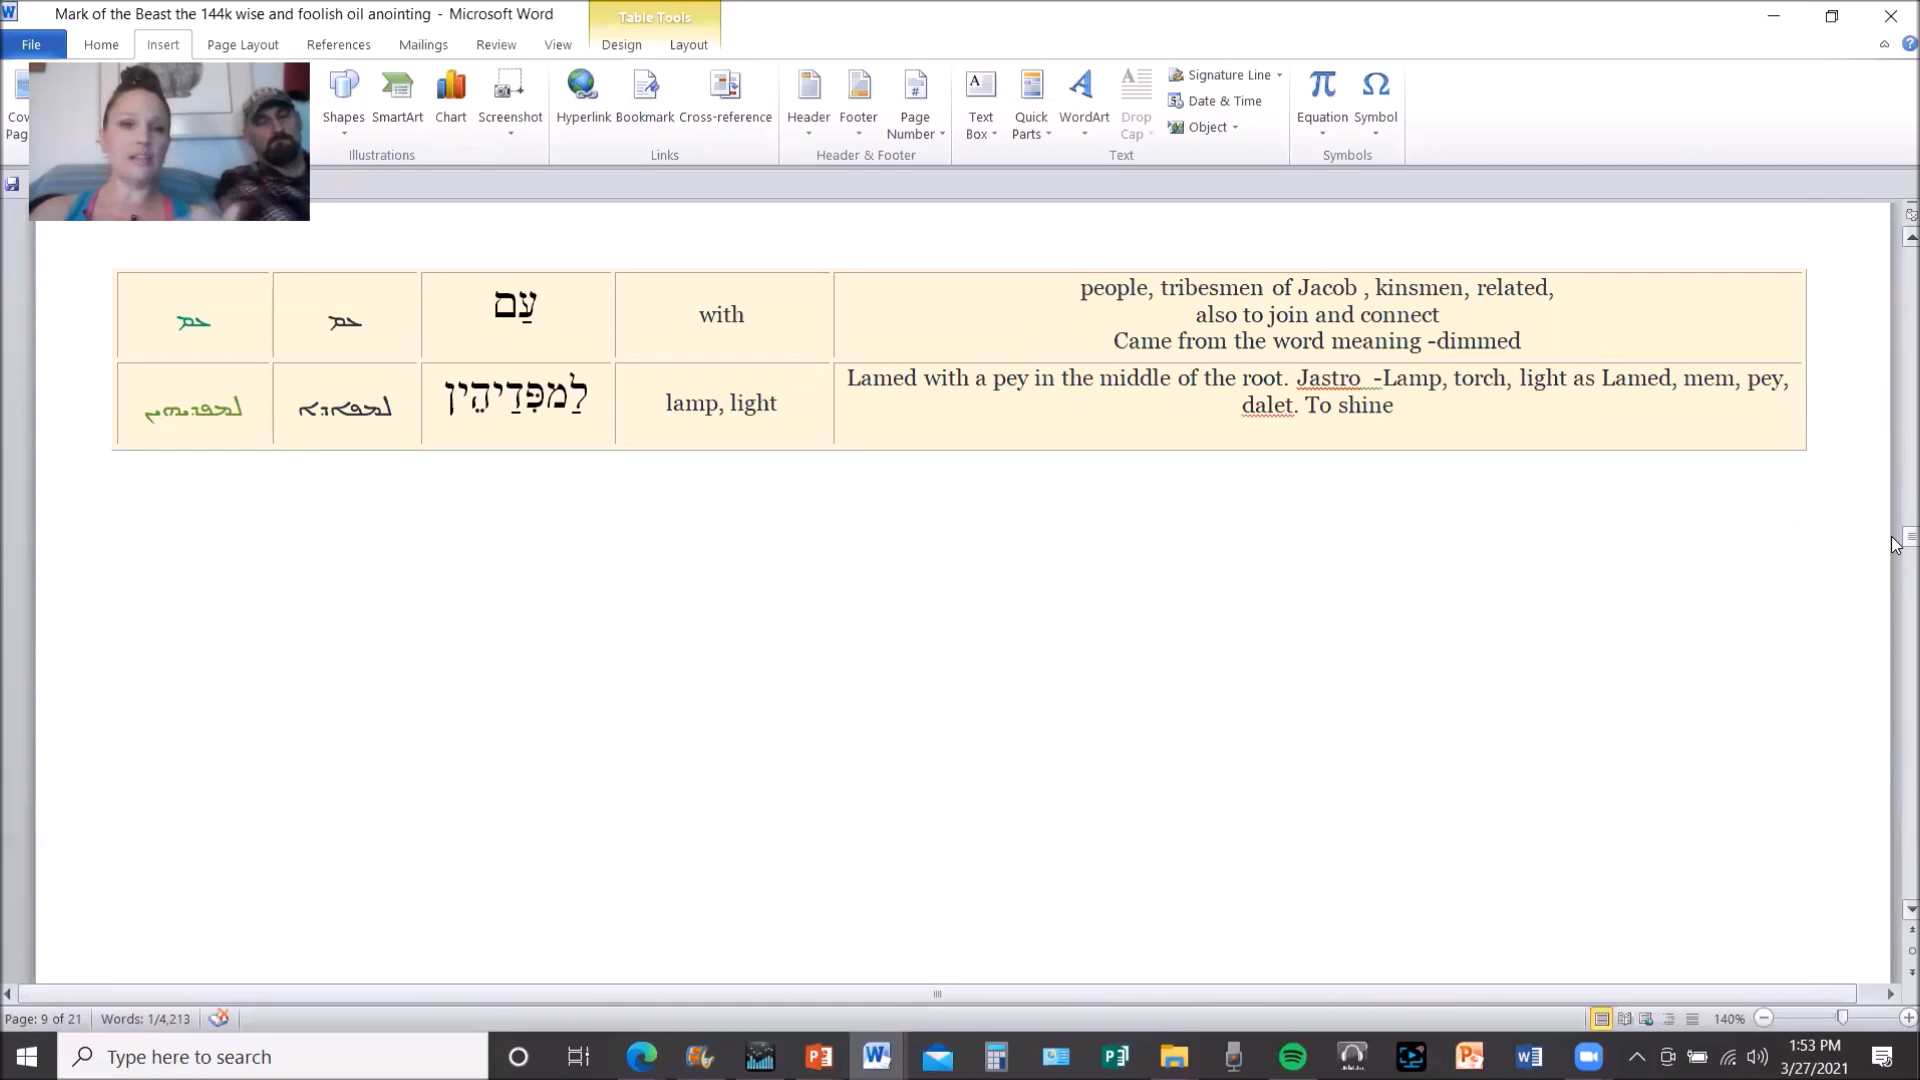 Mark of the Beast the 144k wise and foolish oil anointing - Microsoft Word
Table Tools
File Home Insert Page Layout References Mailings Review View Design Layout
Shapes SmartArt Chart Screenshot Hyperlink Bookmark Cross-reference Header Footer Page Number Text Box Quick Parts WordArt Drop Cap Signature Line Date & Time Object Equation Symbol
Illustrations Links Header & Footer Text Symbols
ܥܡ ܥܡ עַם with people, tribesmen of Jacob , kinsmen, related,
also to join and connect
Came from the word meaning -dimmed
ܠܡܦܕܝܗܝܢ ܠܡܦܐܕܐ לַמפִּדַיהֵין lamp, light Lamed with a pey in the middle of the root. Jastro -Lamp, torch, light as Lamed, mem, pey,
dalet. To shine
Page: 9 of 21 Words: 1/4,213 140%
Type here to search
1:53 PM
3/27/2021